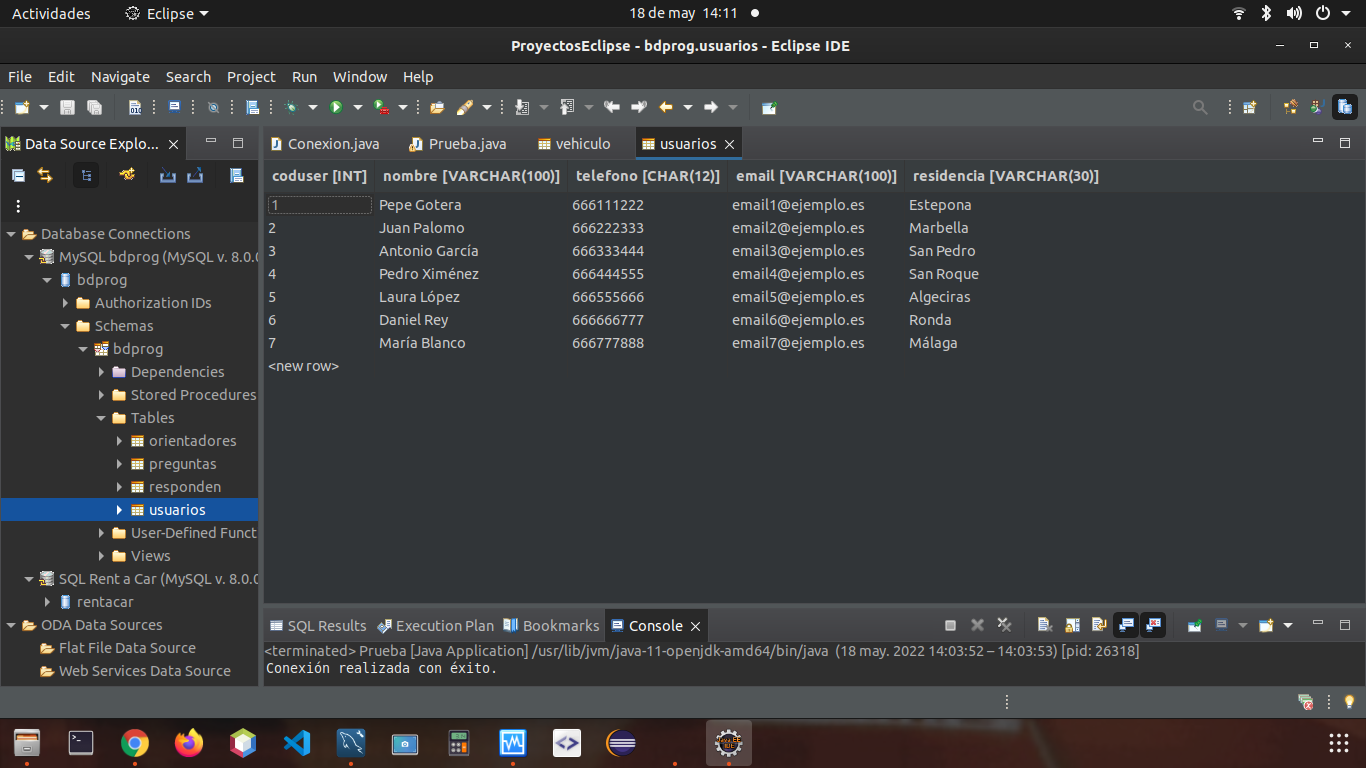 Actividades Eclipse 18 de may 14:11
ProyectosEclipse - bdprog.usuarios - Eclipse IDE
File Edit Navigate Search Project Run Window Help
Data Source Explo...
Conexion.java Prueba.java vehiculo usuarios
coduser [INT] nombre [VARCHAR(100)] telefono [CHAR(12)] email [VARCHAR(100)] residencia [VARCHAR(30)]
1 Pepe Gotera 666111222 email1@ejemplo.es Estepona
2 Juan Palomo 666222333 email2@ejemplo.es Marbella
3 Antonio García 666333444 email3@ejemplo.es San Pedro
4 Pedro Ximénez 666444555 email4@ejemplo.es San Roque
5 Laura López 666555666 email5@ejemplo.es Algeciras
6 Daniel Rey 666666777 email6@ejemplo.es Ronda
7 María Blanco 666777888 email7@ejemplo.es Málaga
<new row>
Database Connections
MySQL bdprog (MySQL v. 8.0.0
bdprog
Authorization IDs
Schemas
bdprog
Dependencies
Stored Procedures
Tables
orientadores
preguntas
responden
usuarios
User-Defined Funct
Views
SQL Rent a Car (MySQL v. 8.0.0
rentacar
ODA Data Sources
Flat File Data Source
Web Services Data Source
SQL Results Execution Plan Bookmarks Console
<terminated> Prueba [Java Application] /usr/lib/jvm/java-11-openjdk-amd64/bin/java (18 may. 2022 14:03:52 – 14:03:53) [pid: 26318]
Conexión realizada con éxito.